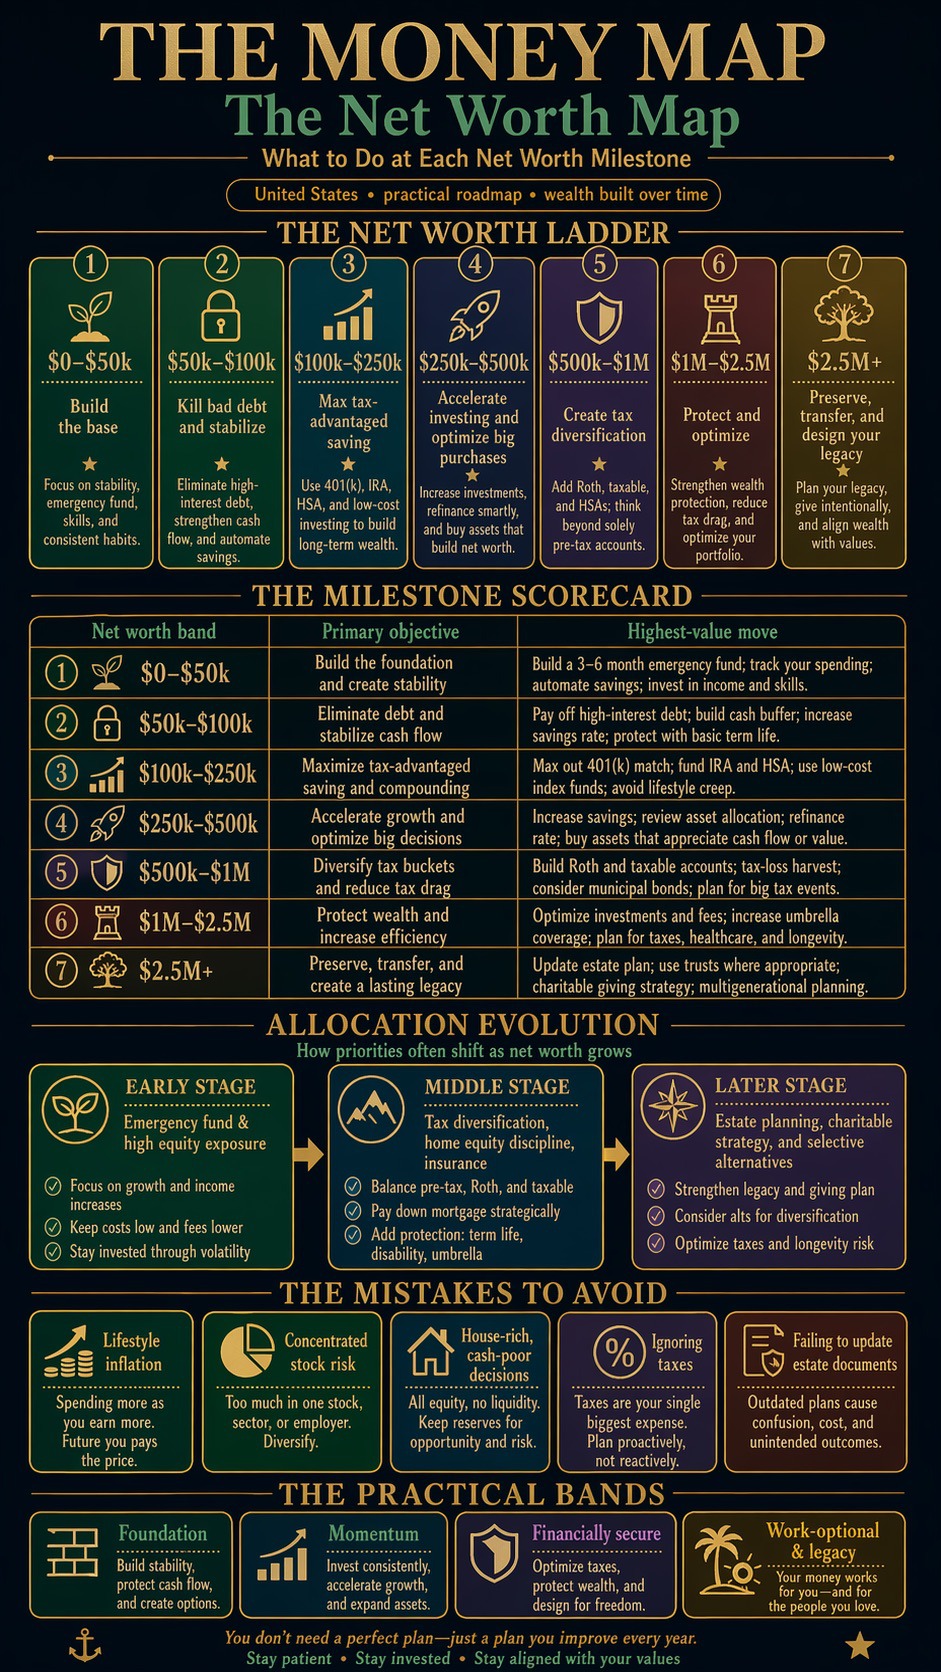 THE MONEY MAP
The Net Worth Map
What to Do at Each Net Worth Milestone
United States • practical roadmap • wealth built over time
THE NET WORTH LADDER
1
$0–$50k
Build
the base
Focus on stability,
emergency fund,
skills, and
consistent habits.
2
$50k–$100k
Kill bad debt
and stabilize
Eliminate high-
interest debt,
strengthen cash
flow, and automate
savings.
3
$100k–$250k
Max tax-
advantaged
saving
Use 401(k), IRA,
HSA, and low-cost
investing to build
long-term wealth.
4
$250k–$500k
Accelerate
investing and
optimize big
purchases
Increase investments,
refinance smartly,
and buy assets that
build net worth.
5
$500k–$1M
Create tax
diversification
Add Roth, taxable,
and HSAs; think
beyond solely
pre-tax accounts.
6
$1M–$2.5M
Protect and
optimize
Strengthen wealth
protection, reduce
tax drag, and
optimize your
portfolio.
7
$2.5M+
Preserve,
transfer, and
design your
legacy
Plan your legacy,
give intentionally,
and align wealth
with values.
THE MILESTONE SCORECARD
Net worth band
Primary objective
Highest-value move
1
$0–$50k
Build the foundation
and create stability
Build a 3–6 month emergency fund; track your spending;
automate savings; invest in income and skills.
2
$50k–$100k
Eliminate debt and
stabilize cash flow
Pay off high-interest debt; build cash buffer; increase
savings rate; protect with basic term life.
3
$100k–$250k
Maximize tax-advantaged
saving and compounding
Max out 401(k) match; fund IRA and HSA; use low-cost
index funds; avoid lifestyle creep.
4
$250k–$500k
Accelerate growth and
optimize big decisions
Increase savings; review asset allocation; refinance
rate; buy assets that appreciate cash flow or value.
5
$500k–$1M
Diversify tax buckets
and reduce tax drag
Build Roth and taxable accounts; tax-loss harvest;
consider municipal bonds; plan for big tax events.
6
$1M–$2.5M
Protect wealth and
increase efficiency
Optimize investments and fees; increase umbrella
coverage; plan for taxes, healthcare, and longevity.
7
$2.5M+
Preserve, transfer, and
create a lasting legacy
Update estate plan; use trusts where appropriate;
charitable giving strategy; multigenerational planning.
ALLOCATION EVOLUTION
How priorities often shift as net worth grows
EARLY STAGE
Emergency fund &
high equity exposure
Focus on growth and income
increases
Keep costs low and fees lower
Stay invested through volatility
MIDDLE STAGE
Tax diversification,
home equity discipline,
insurance
Balance pre-tax, Roth, and taxable
Pay down mortgage strategically
Add protection: term life,
disability, umbrella
LATER STAGE
Estate planning, charitable
strategy, and selective
alternatives
Strengthen legacy and giving plan
Consider alts for diversification
Optimize taxes and longevity risk
THE MISTAKES TO AVOID
Lifestyle
inflation
Spending more as
you earn more.
Future you pays
the price.
Concentrated
stock risk
Too much in one stock,
sector, or employer.
Diversify.
House-rich,
cash-poor
decisions
All equity, no liquidity.
Keep reserves for
opportunity and risk.
%
Ignoring
taxes
Taxes are your single
biggest expense.
Plan proactively,
not reactively.
Failing to update
estate documents
Outdated plans cause
confusion, cost, and
unintended outcomes.
THE PRACTICAL BANDS
Foundation
Build stability,
protect cash flow,
and create options.
Momentum
Invest consistently,
accelerate growth,
and expand assets.
Financially secure
Optimize taxes,
protect wealth, and
design for freedom.
Work-optional
& legacy
Your money works
for you—and for
the people you love.
You don't need a perfect plan—just a plan you improve every year.
Stay patient • Stay invested • Stay aligned with your values